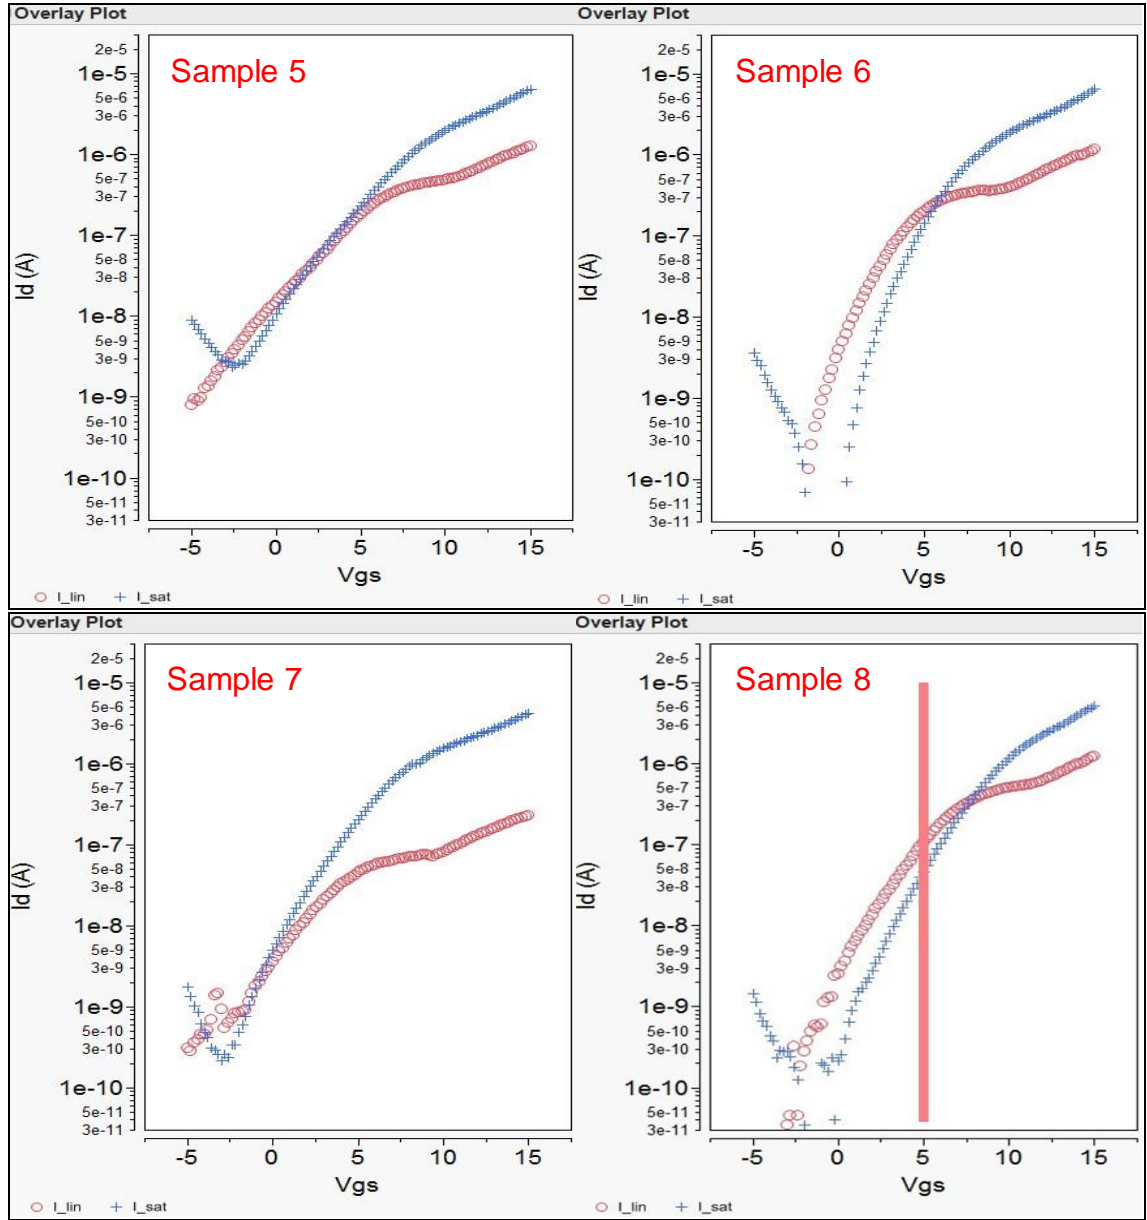 Overlay Plot
Sample 5
2e-5
1e-5
5e-6
3e-6
1e-6
5e-7
3e-7
1e-7
5e-8
3e-8
1e-8
5e-9
3e-9
1e-9
5e-10
3e-10
1e-10
5e-11
3e-11
Id (A)
-5 0 5 10 15
Vgs
I_lin I_sat
Overlay Plot
Sample 6
2e-5
1e-5
5e-6
3e-6
1e-6
5e-7
3e-7
1e-7
5e-8
3e-8
1e-8
5e-9
3e-9
1e-9
5e-10
3e-10
1e-10
5e-11
3e-11
Id (A)
-5 0 5 10 15
Vgs
I_lin I_sat
Overlay Plot
Sample 7
2e-5
1e-5
5e-6
3e-6
1e-6
5e-7
3e-7
1e-7
5e-8
3e-8
1e-8
5e-9
3e-9
1e-9
5e-10
3e-10
1e-10
5e-11
3e-11
Id (A)
-5 0 5 10 15
Vgs
I_lin I_sat
Overlay Plot
Sample 8
2e-5
1e-5
5e-6
3e-6
1e-6
5e-7
3e-7
1e-7
5e-8
3e-8
1e-8
5e-9
3e-9
1e-9
5e-10
3e-10
1e-10
5e-11
3e-11
Id (A)
-5 0 5 10 15
Vgs
I_lin I_sat